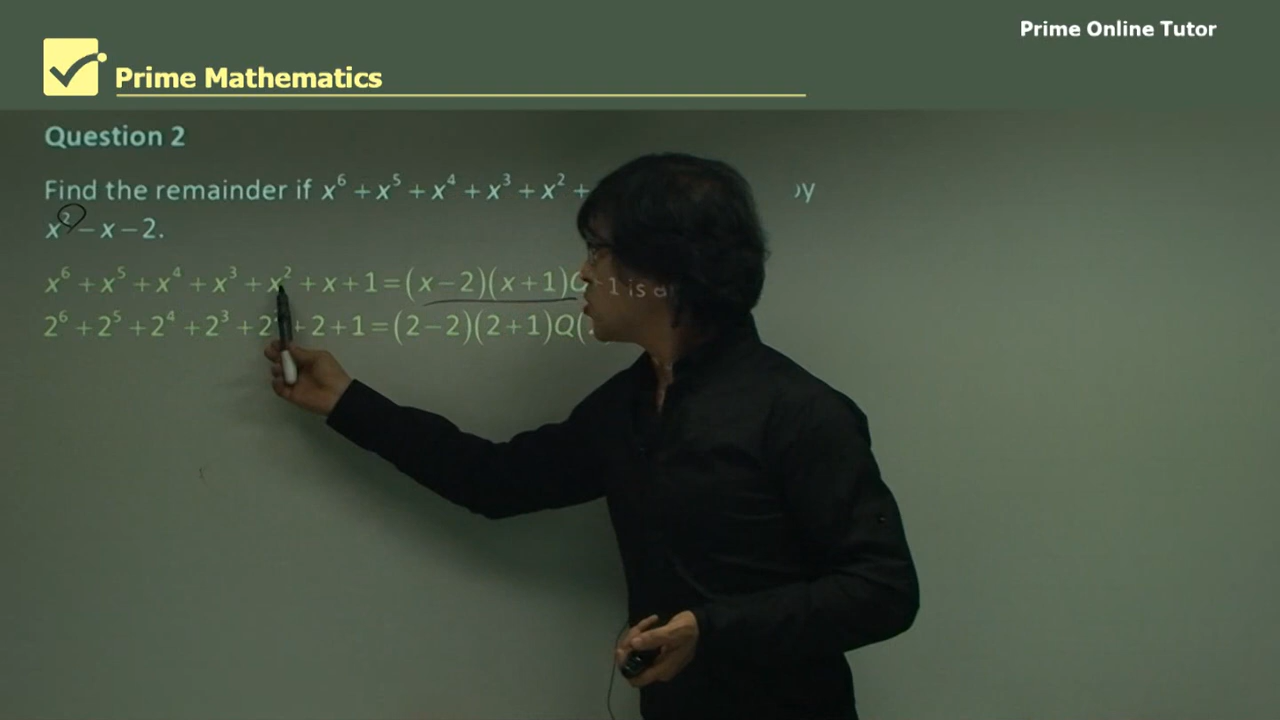 Prime Online Tutor
Prime Mathematics
Question 2
Find the remainder if x⁶ + x⁵ + x⁴ + x³ + x² +
x² − x − 2.
x⁶ + x⁵ + x⁴ + x³ + x² + x + 1 = (x − 2)(x + 1)
2⁶ + 2⁵ + 2⁴ + 2³ + 2 + 2 + 1 = (2 − 2)(2 + 1)Q(